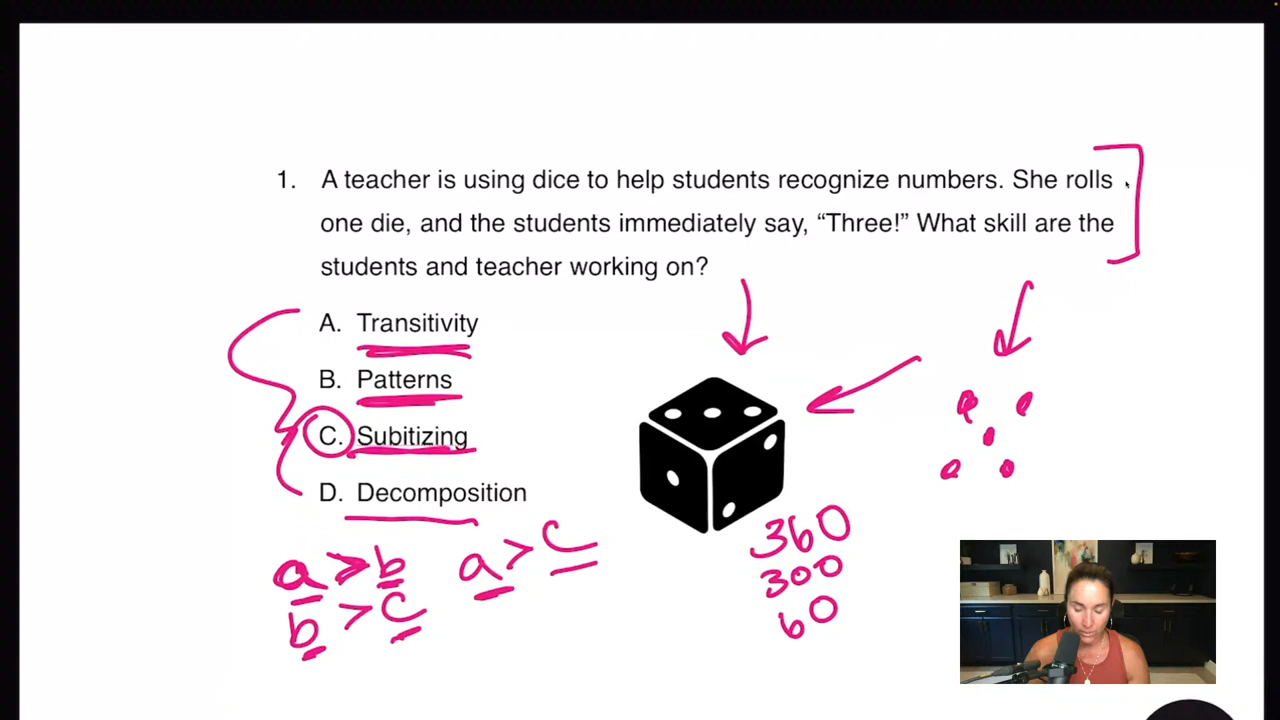 1. A teacher is using dice to help students recognize numbers. She rolls
one die, and the students immediately say, “Three!” What skill are the
students and teacher working on?
A. Transitivity
B. Patterns
C. Subitizing
D. Decomposition
a > b a > c
b > c
360
300
60